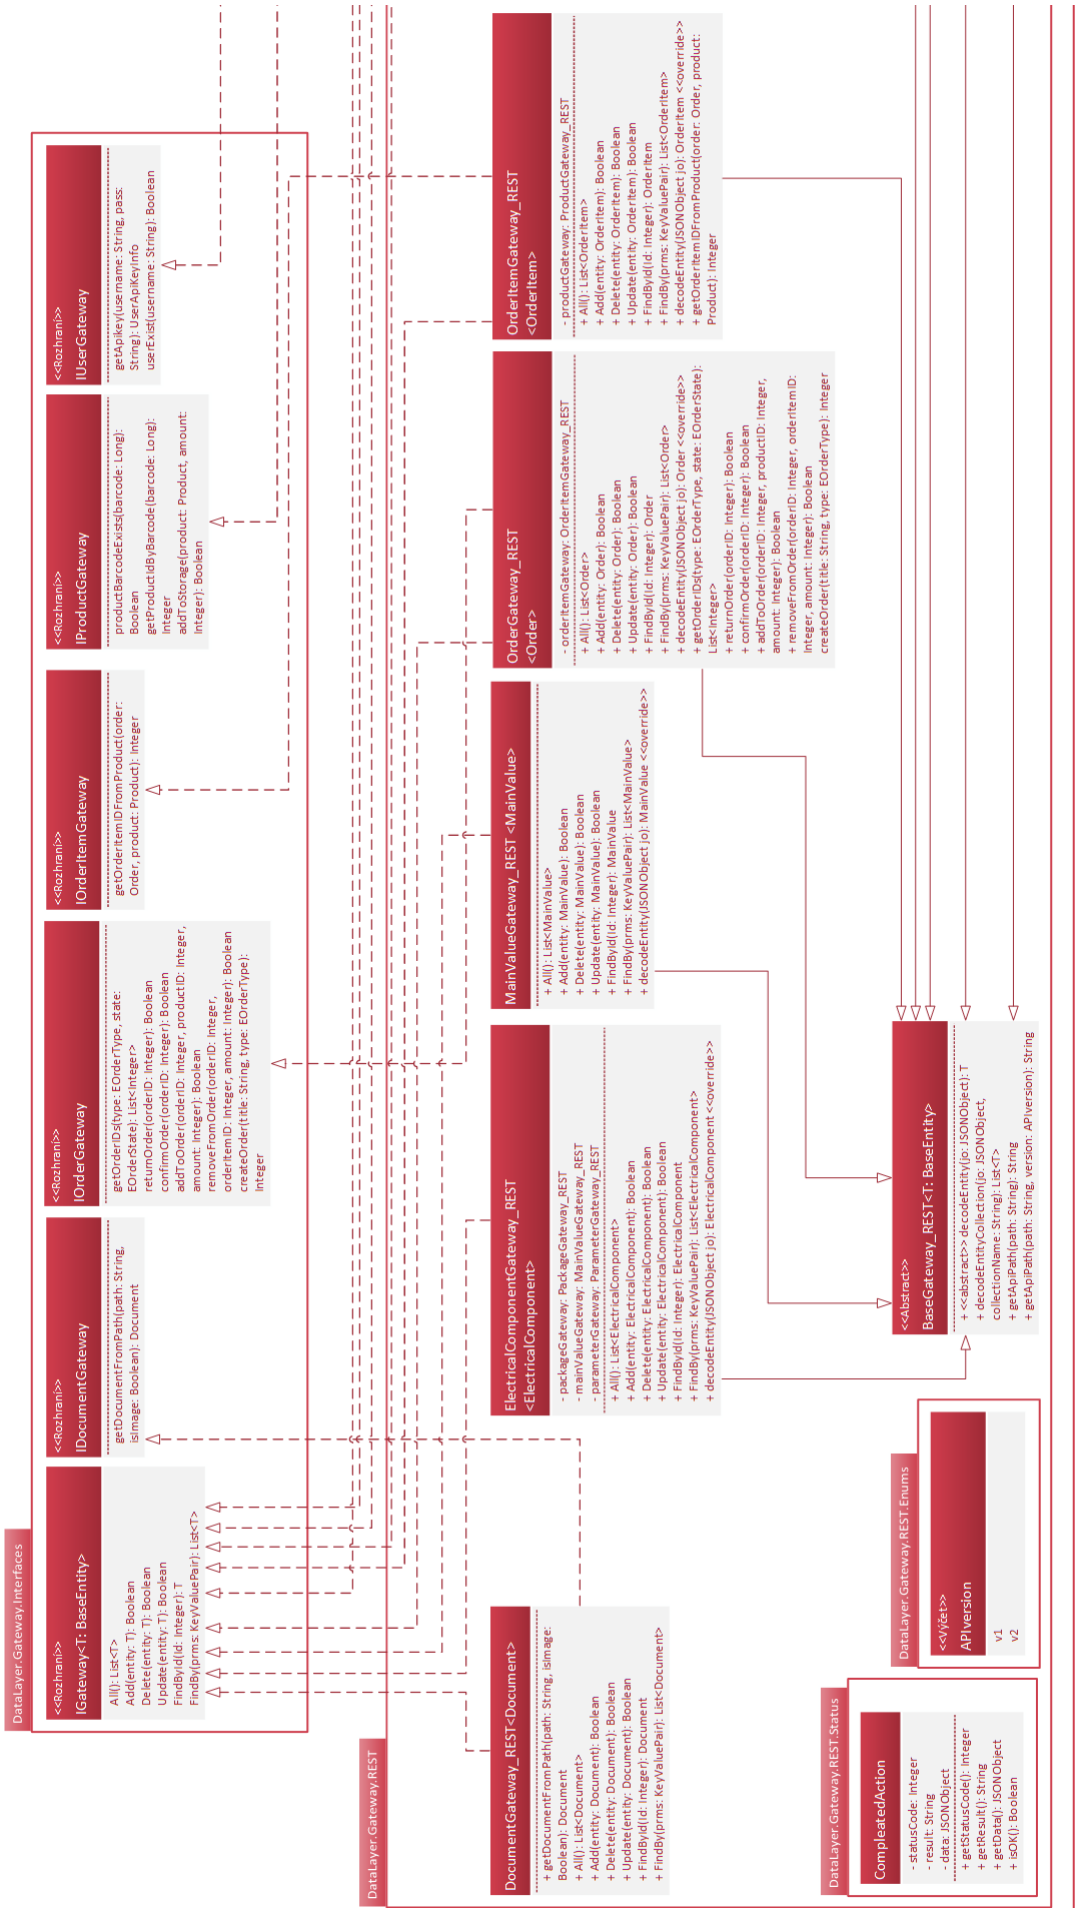 DataLayer.Gateway.Interfaces
<<Rozhraní>>
IGateway<T: BaseEntity>
All(): List<T>
Add(entity: T): Boolean
Delete(entity: T): Boolean
Update(entity: T): Boolean
FindById(Id: Integer): T
FindBy(prms: KeyValuePair): List<T>
<<Rozhraní>>
IDocumentGateway
getDocumentFromPath(path: String,
isImage: Boolean): Document
<<Rozhraní>>
IOrderGateway
getOrderIDs(type: EOrderType, state:
EOrderState): List<Integer>
returnOrder(orderID: Integer): Boolean
confirmOrder(orderID: Integer): Boolean
addToOrder(orderID: Integer, productID: Integer,
amount: Integer): Boolean
removeFromOrder(orderID: Integer,
orderItemID: Integer, amount: Integer): Boolean
createOrder(title: String, type: EOrderType):
Integer
<<Rozhraní>>
IOrderItemGateway
getOrderItemIDFromProduct(order:
Order, product: Product): Integer
<<Rozhraní>>
IProductGateway
productBarcodeExists(barcode: Long):
Boolean
getProductIdByBarcode(barcode: Long):
Integer
addToStorage(product: Product, amount:
Integer): Boolean
<<Rozhraní>>
IUserGateway
getApikey(username: String, pass:
String): UserApiKeyInfo
userExist(username: String): Boolean
DataLayer.Gateway.REST
DocumentGateway_REST<Document>
+ getDocumentFromPath(path: String, isImage:
Boolean): Document
+ All(): List<Document>
+ Add(entity: Document): Boolean
+ Delete(entity: Document): Boolean
+ Update(entity: Document): Boolean
+ FindById(Id: Integer): Document
+ FindBy(prms: KeyValuePair): List<Document>
ElectricalComponentGateway_REST
<ElectricalComponent>
- packageGateway: PackageGateway_REST
- mainValueGateway: MainValueGateway_REST
- parameterGateway: ParameterGateway_REST
+ All(): List<ElectricalComponent>
+ Add(entity: ElectricalComponent): Boolean
+ Delete(entity: ElectricalComponent): Boolean
+ Update(entity: ElectricalComponent): Boolean
+ FindById(Id: Integer): ElectricalComponent
+ FindBy(prms: KeyValuePair): List<ElectricalComponent>
+ decodeEntity(JSONObject jo): ElectricalComponent <<override>>
MainValueGateway_REST <MainValue>
+ All(): List<MainValue>
+ Add(entity: MainValue): Boolean
+ Delete(entity: MainValue): Boolean
+ Update(entity: MainValue): Boolean
+ FindById(Id: Integer): MainValue
+ FindBy(prms: KeyValuePair): List<MainValue>
+ decodeEntity(JSONObject jo): MainValue <<override>>
OrderGateway_REST
<Order>
- orderItemGateway: OrderItemGateway_REST
+ All(): List<Order>
+ Add(entity: Order): Boolean
+ Delete(entity: Order): Boolean
+ Update(entity: Order): Boolean
+ FindById(Id: Integer): Order
+ FindBy(prms: KeyValuePair): List<Order>
+ decodeEntity(JSONObject jo): Order <<override>>
+ getOrderIDs(type: EOrderType, state: EOrderState):
List<Integer>
+ returnOrder(orderID: Integer): Boolean
+ confirmOrder(orderID: Integer): Boolean
+ addToOrder(orderID: Integer, productID: Integer,
amount: Integer): Boolean
+ removeFromOrder(orderID: Integer, orderItemID:
Integer, amount: Integer): Boolean
createOrder(title: String, type: EOrderType): Integer
OrderItemGateway_REST
<OrderItem>
- productGateway: ProductGateway_REST
+ All(): List<OrderItem>
+ Add(entity: OrderItem): Boolean
+ Delete(entity: OrderItem): Boolean
+ Update(entity: OrderItem): Boolean
+ FindById(Id: Integer): OrderItem
+ FindBy(prms: KeyValuePair): List<OrderItem>
+ decodeEntity(JSONObject jo): OrderItem <<override>>
+ getOrderItemIDFromProduct(order: Order, product:
Product): Integer
DataLayer.Gateway.REST.Status
CompleatedAction
- statusCode: Integer
- result: String
- data: JSONObject
+ getStatusCode(): Integer
+ getResult(): String
+ getData(): JSONObject
+ isOK(): Boolean
DataLayer.Gateway.REST.Enums
<<Výčet>>
APIversion
v1
v2
<<Abstract>>
BaseGateway_REST<T: BaseEntity>
+ <<abstract>> decodeEntity(jo: JSONObject): T
+ decodeEntityCollection(jo: JSONObject,
collectionName: String): List<T>
+ getApiPath(path: String): String
+ getApiPath(path: String, version: APIversion): String